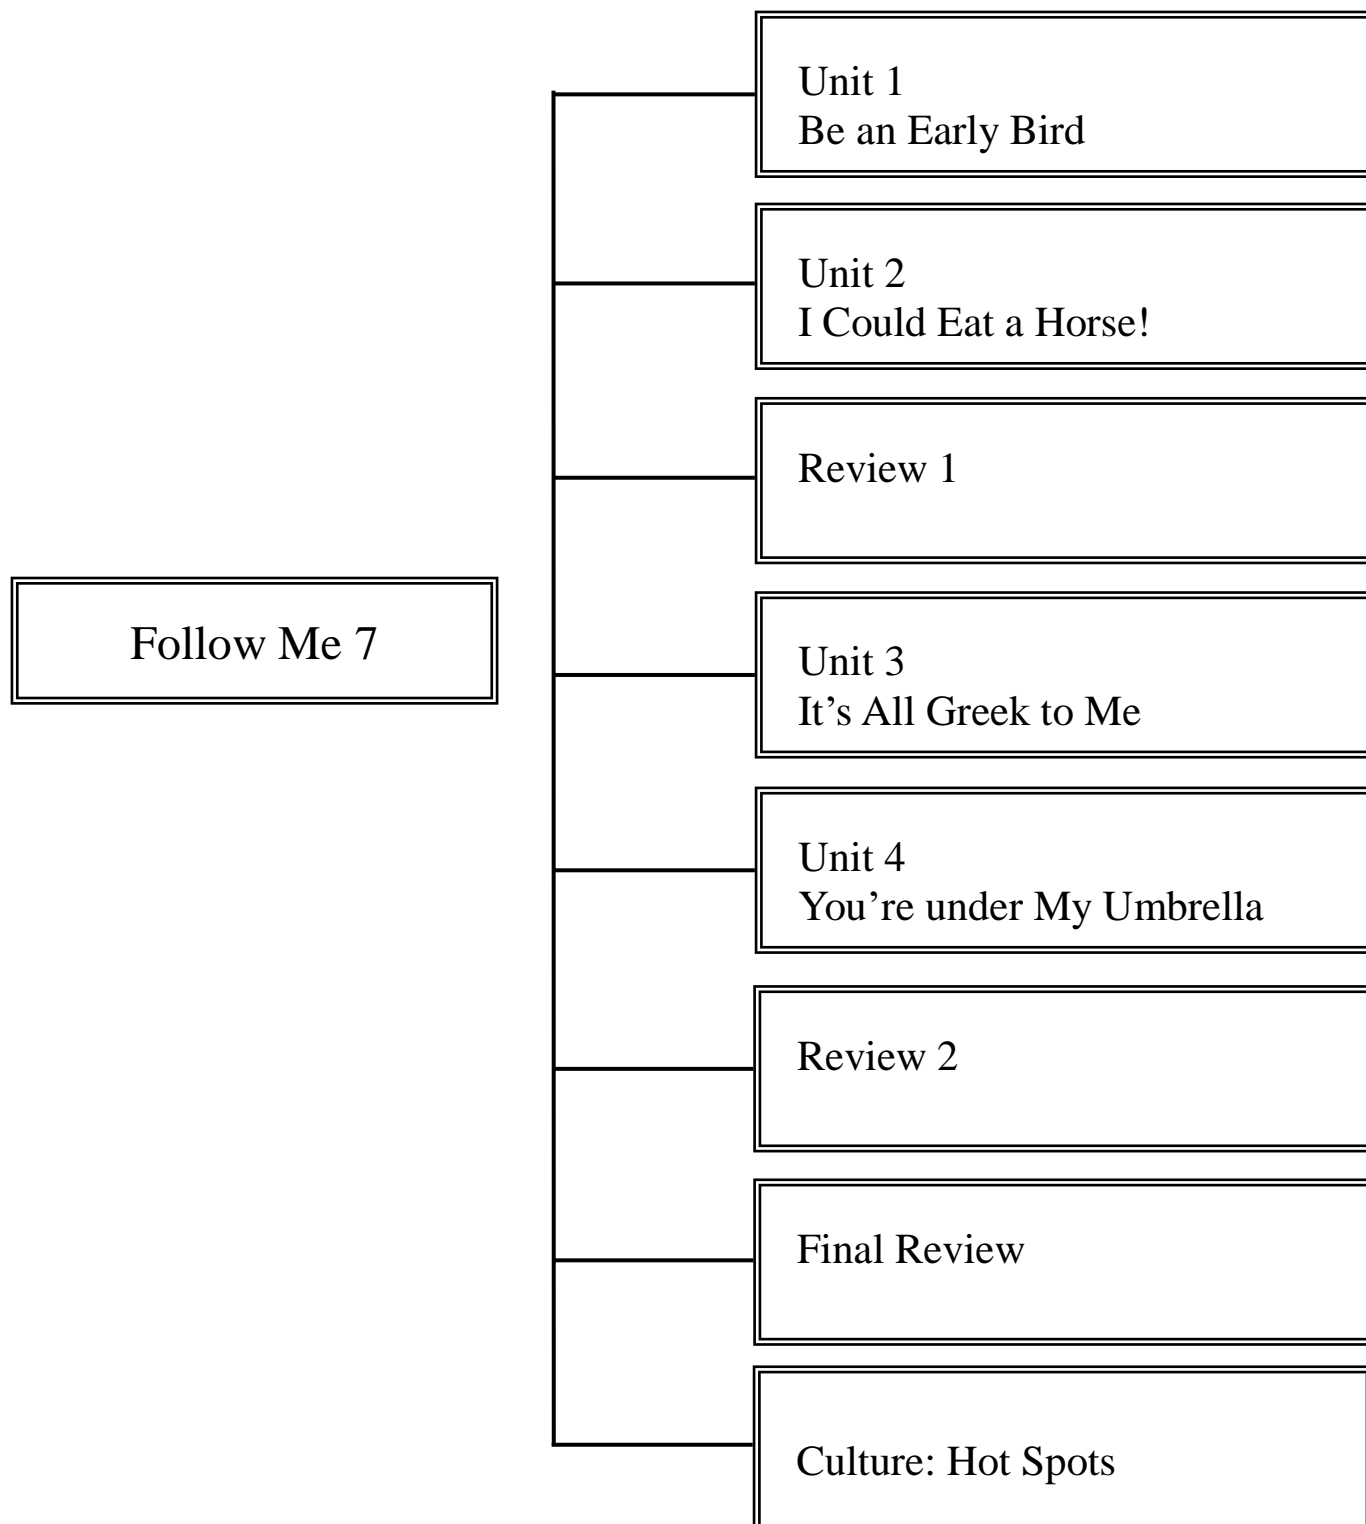 Follow Me 7
Unit 1
Be an Early Bird
Unit 2
I Could Eat a Horse!
Review 1
Unit 3
It’s All Greek to Me
Unit 4
You’re under My Umbrella
Review 2
Final Review
Culture: Hot Spots